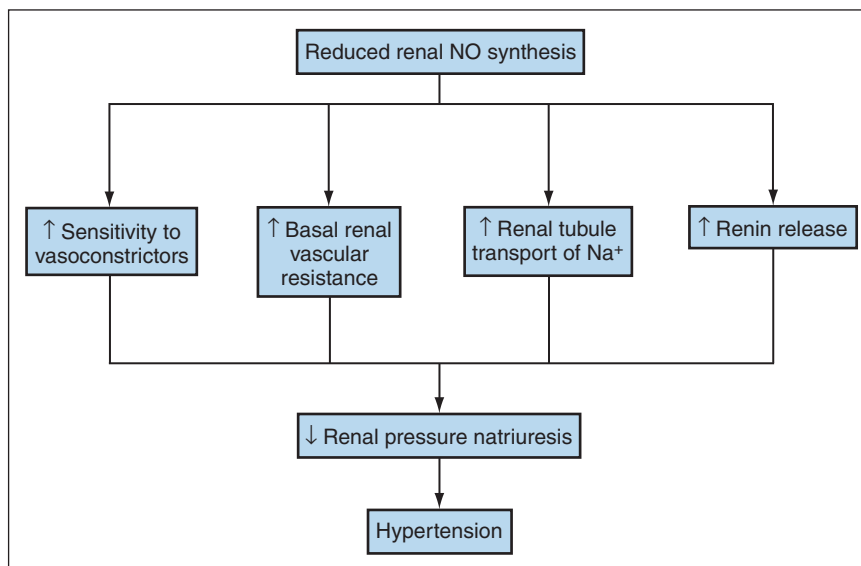 Reduced renal NO synthesis
↑ Sensitivity to
vasoconstrictors
↑ Basal renal
vascular
resistance
↑ Renal tubule
transport of Na⁺
↑ Renin release
↓ Renal pressure natriuresis
Hypertension